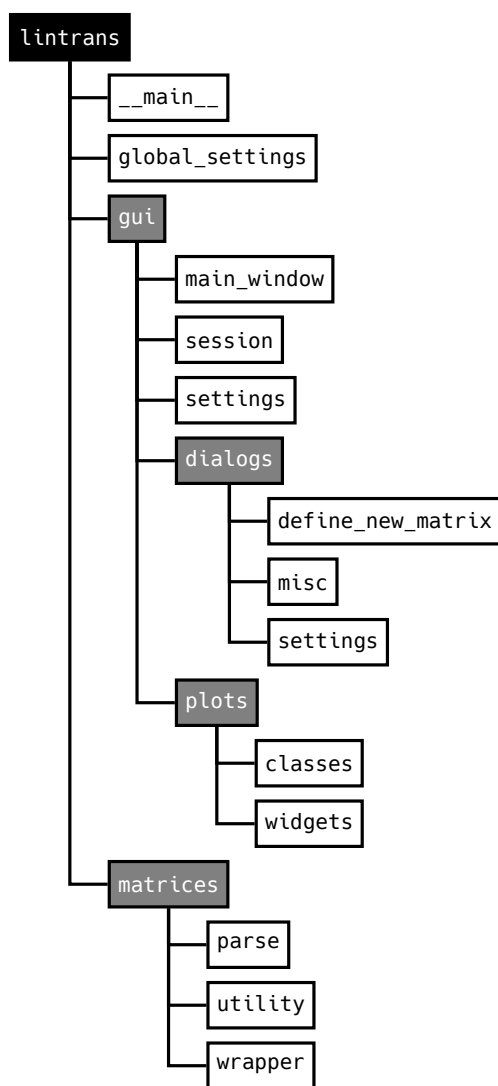 lintrans
__main__
global_settings
gui
main_window
session
settings
dialogs
define_new_matrix
misc
settings
plots
classes
widgets
matrices
parse
utility
wrapper